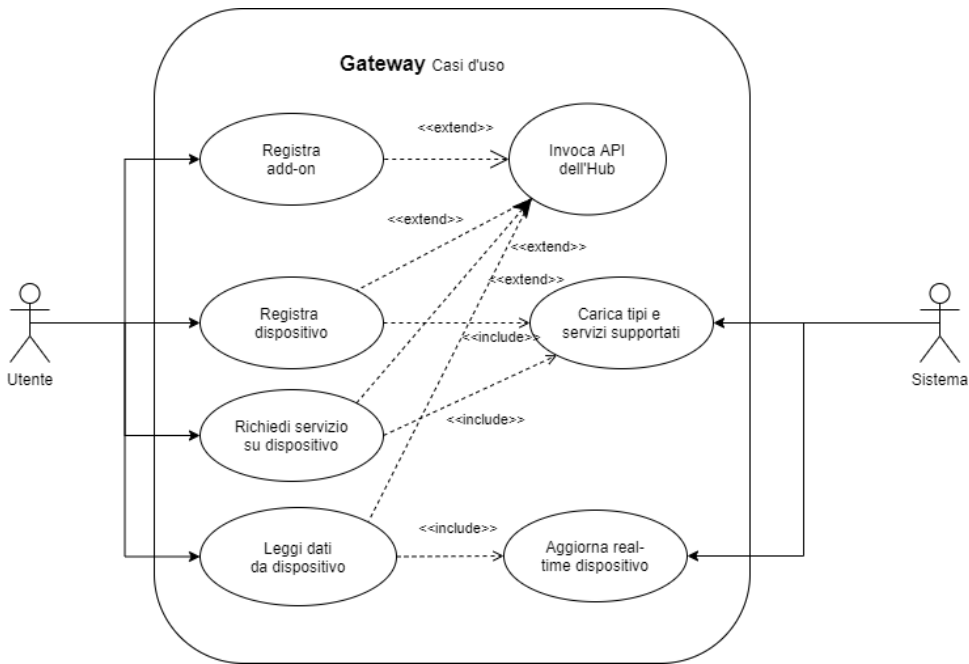 Gateway Casi d'uso
<<extend>>
Registra
add-on
Invoca API
dell'Hub
<<extend>>
<<extend>>
<<extend>>
Registra
dispositivo
Carica tipi e
servizi supportati
<<include>>
Utente
Sistema
Richiedi servizio
su dispositivo
<<include>>
<<include>>
Leggi dati
da dispositivo
Aggiorna real-
time dispositivo